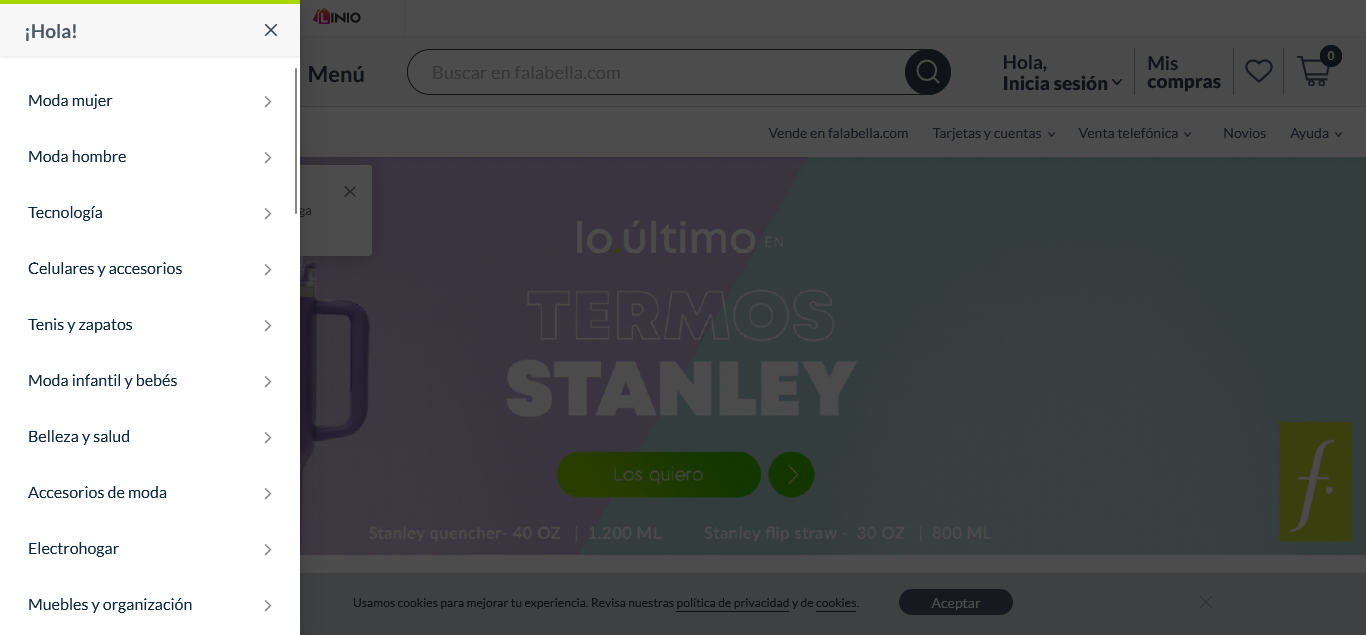 ¡Hola!
LINIO
Menú
Buscar en falabella.com
Hola,
Inicia sesión
Mis
compras
0
Vende en falabella.com
Tarjetas y cuentas
Venta telefónica
Novios
Ayuda
Moda mujer
Moda hombre
Tecnología
Celulares y accesorios
Tenis y zapatos
Moda infantil y bebés
Belleza y salud
Accesorios de moda
Electrohogar
Muebles y organización
ga
lo.último EN
TERMOS
STANLEY
Los quiero
Stanley quencher- 40 OZ | 1.200 ML
Stanley flip straw - 30 OZ | 800 ML
f.
Usamos cookies para mejorar tu experiencia. Revisa nuestras política de privacidad y de cookies.
Aceptar